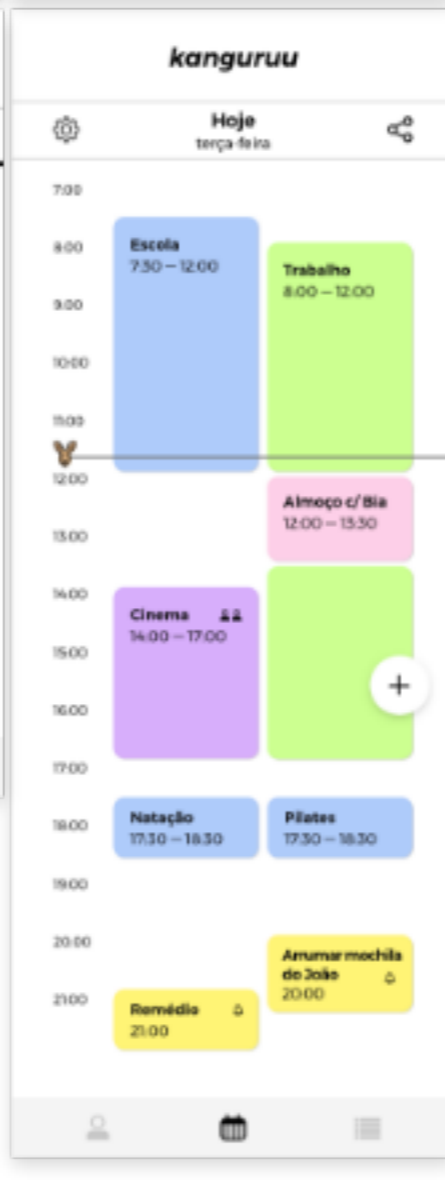 kanguruu
Hoje
terça-feira
7:00
8:00
9:00
10:00
11:00
12:00
13:00
14:00
15:00
16:00
17:00
18:00
19:00
20:00
21:00
Escola
7:30 — 12:00
Trabalho
8:00 — 12:00
Almoço c/ Bia
12:00 — 13:30
Cinema
14:00 — 17:00
+
Natação
17:30 — 18:30
Pilates
17:30 — 18:30
Arrumar mochila
do João
20:00
Remédio
21:00